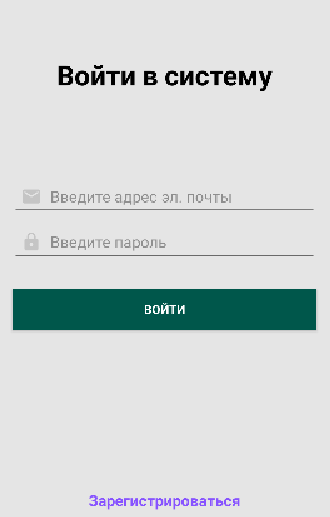 Войти в систему
Введите адрес эл. почты
Введите пароль
ВОЙТИ
Зарегистрироваться